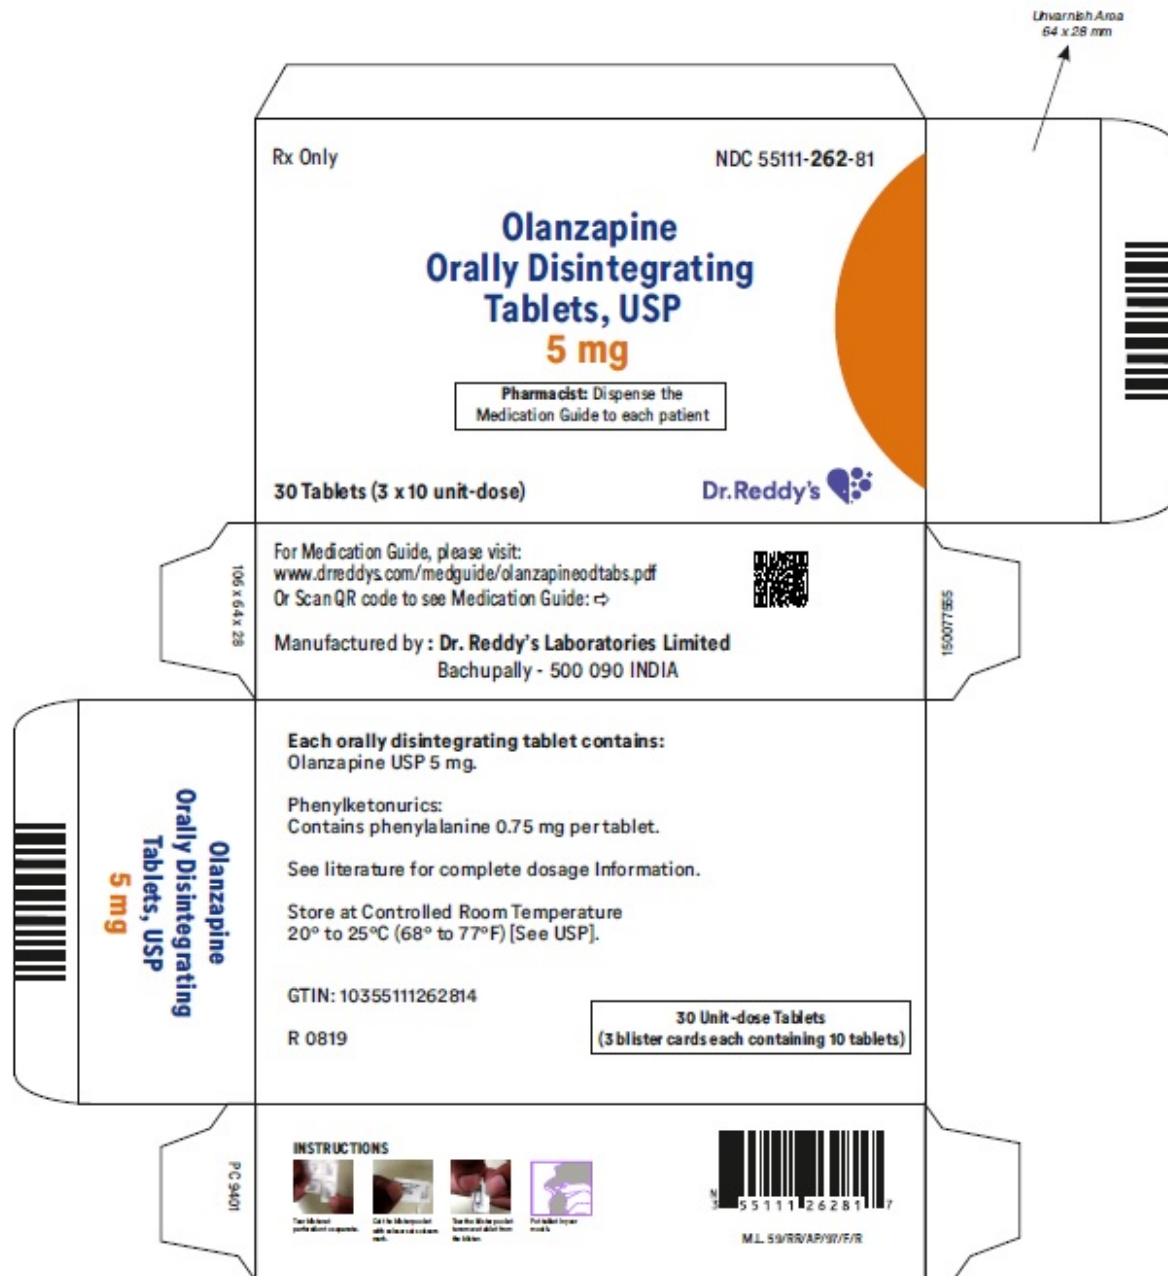 Unvarnish Area
64 x 28 mm
Rx Only
NDC 55111-262-81
Olanzapine
Orally Disintegrating
Tablets, USP
5 mg
Pharmacist: Dispense the
Medication Guide to each patient
30 Tablets (3 x 10 unit-dose)
Dr.Reddy's
For Medication Guide, please visit:
www.drreddys.com/medguide/olanzapineodtabs.pdf
Or Scan QR code to see Medication Guide: ⇨
Manufactured by : Dr. Reddy's Laboratories Limited
Bachupally - 500 090 INDIA
106 x 64 x 28
Olanzapine
Orally Disintegrating
Tablets, USP
5 mg
Each orally disintegrating tablet contains:
Olanzapine USP 5 mg.
Phenylketonurics:
Contains phenylalanine 0.75 mg per tablet.
See literature for complete dosage Information.
Store at Controlled Room Temperature
20° to 25°C (68° to 77°F) [See USP].
GTIN: 10355111262814
R 0819
30 Unit-dose Tablets
(3 blister cards each containing 10 tablets)
PC 9401
INSTRUCTIONS
N
3 55111 26281 7
M.L. 59/RR/AP/97/F/R